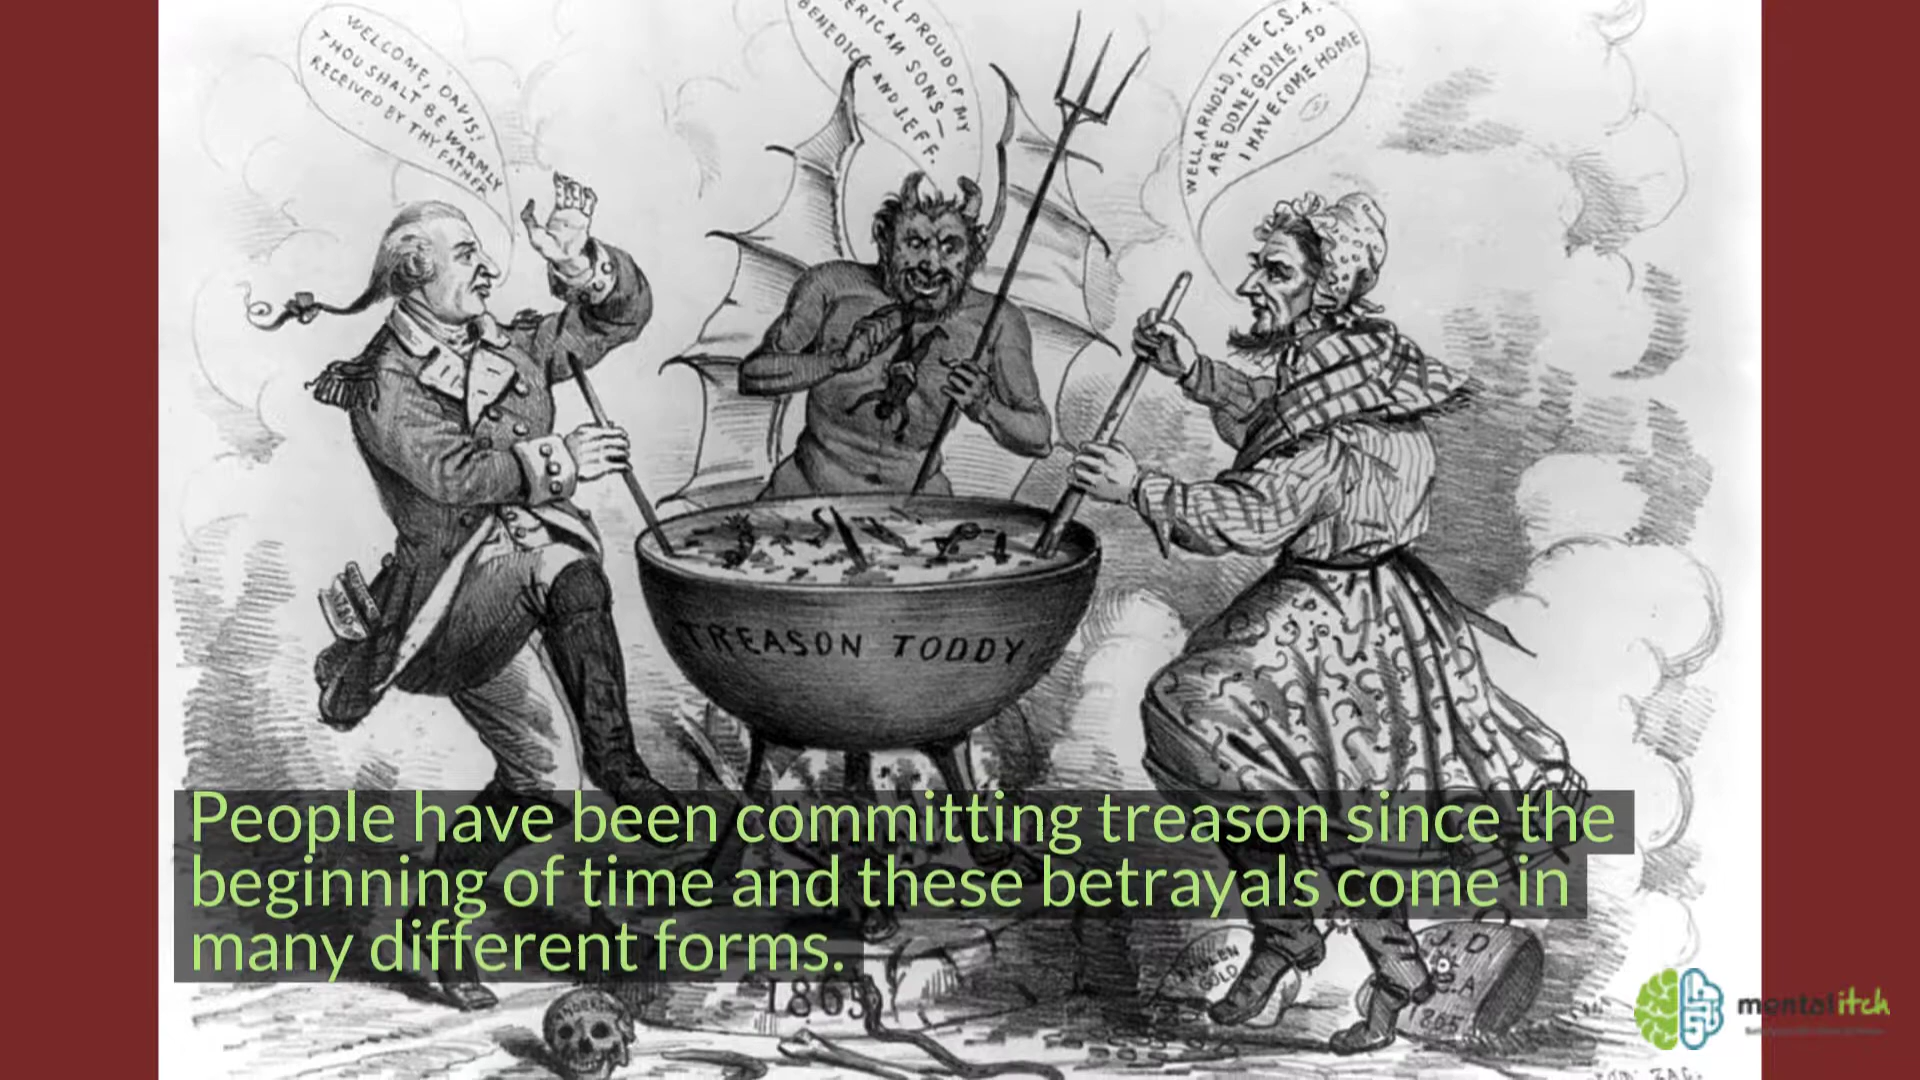 WELCOME, DAVIS!
THOU SHALT BE WARMLY
RECEIVED BY THY FATHER
PROUD OF MY
ERICAN SONS—
BENEDICT AND JEFF.
WELL, ARNOLD, THE C.S.A.
ARE DONE GONE, SO
I HAVE COME HOME
TREASON TODDY
People have been committing treason since the
beginning of time and these betrayals come in
many different forms.
STOLEN
GOLD
J. D
1865
1865
mentalitch